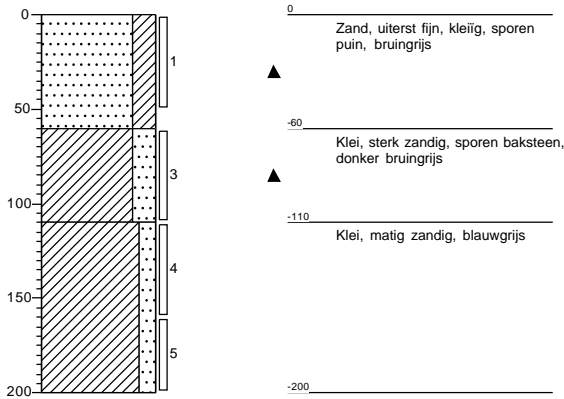 0
50
100
150
200
1
3
4
5
0
Zand, uiterst fijn, kleiïg, sporen
puin, bruingrijs
-60
Klei, sterk zandig, sporen baksteen,
donker bruingrijs
-110
Klei, matig zandig, blauwgrijs
-200